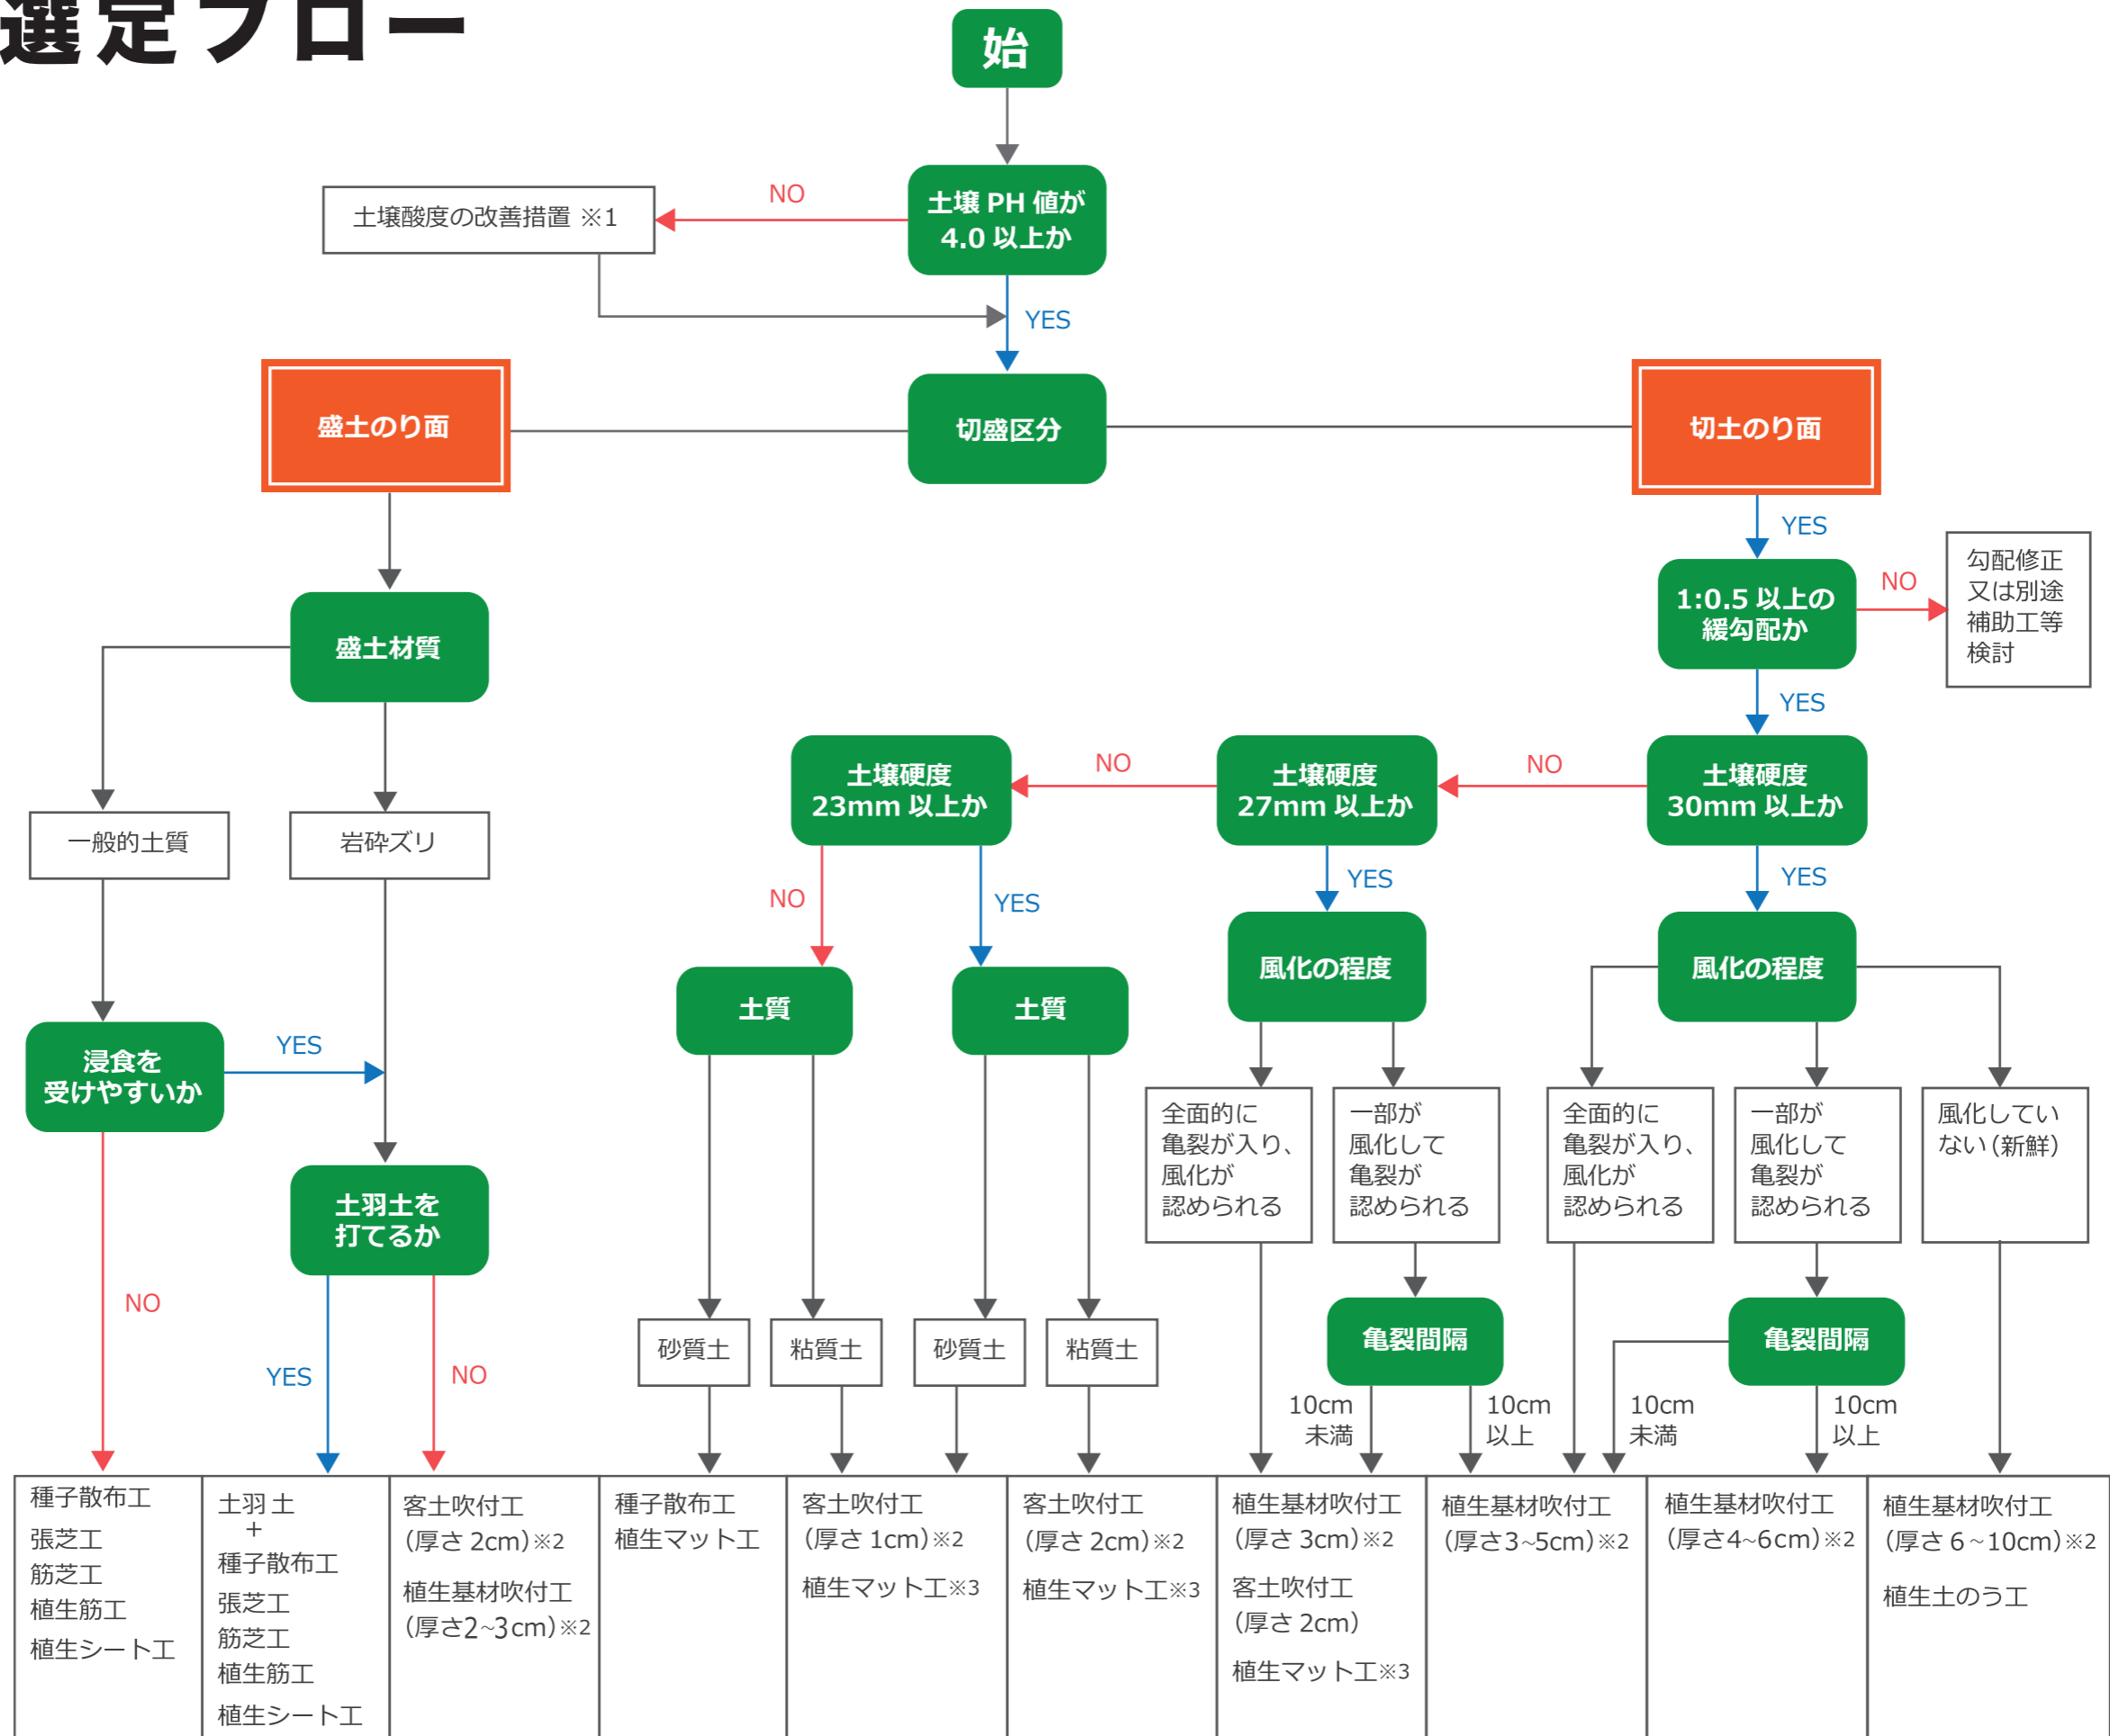 選定フロー
始
土壌 PH 値が
4.0 以上か
NO
土壌酸度の改善措置 ※1
YES
盛土のり面
切盛区分
切土のり面
YES
1:0.5 以上の
緩勾配か
NO
勾配修正
又は別途
補助工等
検討
YES
盛土材質
土壌硬度
23mm 以上か
NO
土壌硬度
27mm 以上か
NO
土壌硬度
30mm 以上か
一般的土質
岩砕ズリ
NO
YES
YES
YES
土質
土質
風化の程度
風化の程度
浸食を
受けやすいか
YES
全面的に
亀裂が入り、
風化が
認められる
一部が
風化して
亀裂が
認められる
全面的に
亀裂が入り、
風化が
認められる
一部が
風化して
亀裂が
認められる
風化してい
ない（新鮮）
土羽土を
打てるか
NO
YES
NO
砂質土
粘質土
砂質土
粘質土
亀裂間隔
亀裂間隔
10cm
未満
10cm
以上
10cm
未満
10cm
以上
種子散布工
張芝工
筋芝工
植生筋工
植生シート工
土羽 土
+
種子散布工
張芝工
筋芝工
植生筋工
植生シート工
客土吹付工
（厚さ 2cm）※2
植生基材吹付工
（厚さ2~3cm）※2
種子散布工
植生マット工
客土吹付工
（厚さ 1cm）※2
植生マット工※3
客土吹付工
（厚さ 2cm）※2
植生マット工※3
植生基材吹付工
（厚さ 3cm）※2
客土吹付工
（厚さ 2cm）
植生マット工※3
植生基材吹付工
（厚さ3~5cm）※2
植生基材吹付工
（厚さ4~6cm）※2
植生基材吹付工
（厚さ 6~10cm）※2
植生土のう工